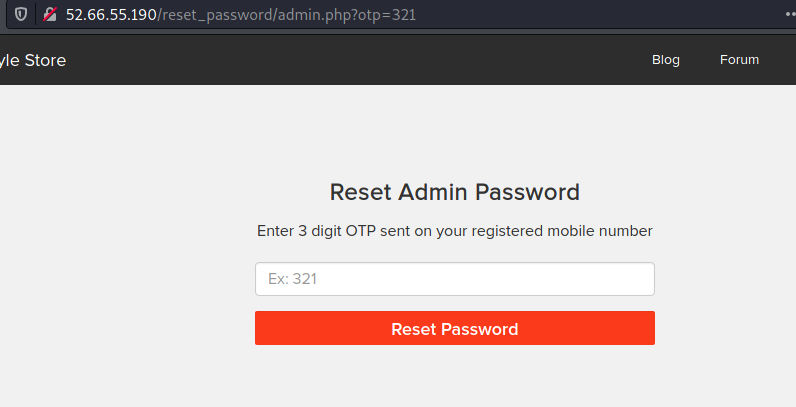 52.66.55.190/reset_password/admin.php?otp=321
yle Store
Blog
Forum
Reset Admin Password
Enter 3 digit OTP sent on your registered mobile number
Ex: 321
Reset Password